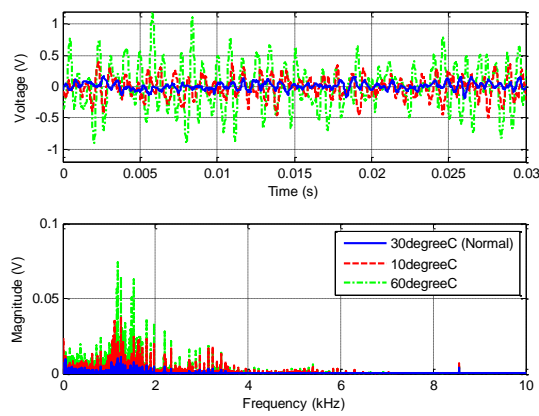 1
0.5
0
-0.5
-1
Voltage (V)
0 0.005 0.01 0.015 0.02 0.025 0.03
Time (s)
0.1
0.05
0
Magnitude (V)
30degreeC (Normal)
10degreeC
60degreeC
0 2 4 6 8 10
Frequency (kHz)